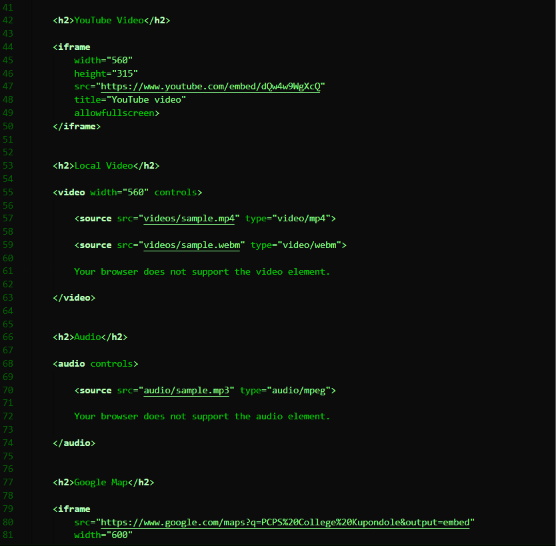 41
42 <h2>YouTube Video</h2>
43
44 <iframe
45 width="560"
46 height="315"
47 src="https://www.youtube.com/embed/dQw4w9WgXcQ"
48 title="YouTube video"
49 allowfullscreen>
50 </iframe>
51
52
53 <h2>Local Video</h2>
54
55 <video width="560" controls>
56
57 <source src="videos/sample.mp4" type="video/mp4">
58
59 <source src="videos/sample.webm" type="video/webm">
60
61 Your browser does not support the video element.
62
63 </video>
64
65
66 <h2>Audio</h2>
67
68 <audio controls>
69
70 <source src="audio/sample.mp3" type="audio/mpeg">
71
72 Your browser does not support the audio element.
73
74 </audio>
75
76
77 <h2>Google Map</h2>
78
79 <iframe
80 src="https://www.google.com/maps?q=PCPS%20College%20Kupondole&output=embed"
81 width="600"